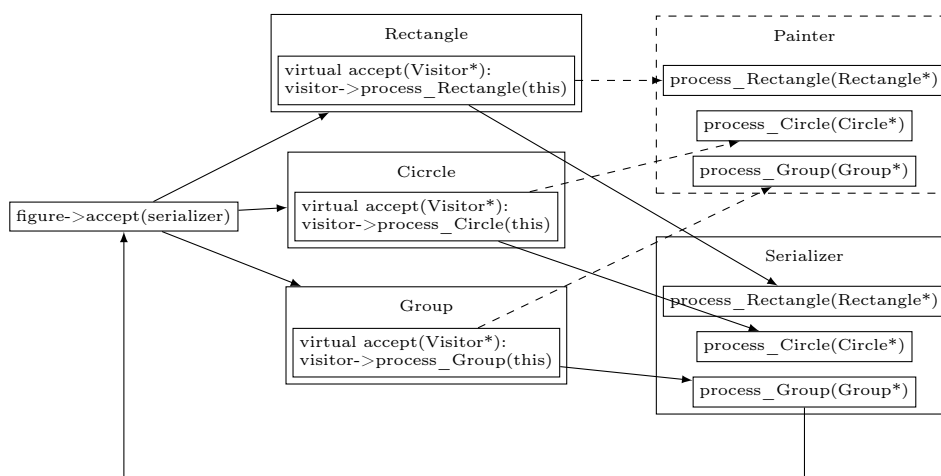 figure->accept(serializer)
Rectangle
virtual accept(Visitor*):
visitor->process_Rectangle(this)
Cicrcle
virtual accept(Visitor*):
visitor->process_Circle(this)
Group
virtual accept(Visitor*):
visitor->process_Group(this)
Painter
process_Rectangle(Rectangle*)
process_Circle(Circle*)
process_Group(Group*)
Serializer
process_Rectangle(Rectangle*)
process_Circle(Circle*)
process_Group(Group*)